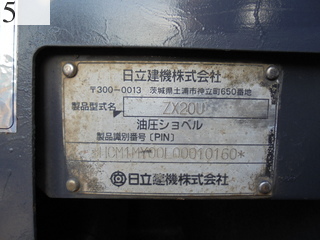 5
日立建機株式会社
〒300-0013 茨城県土浦市神立町650番地
製品型式名 ZX20U
油圧ショベル
製品識別番号〔PIN〕
*HCM1MY00L00010160*
日立建機株式会社